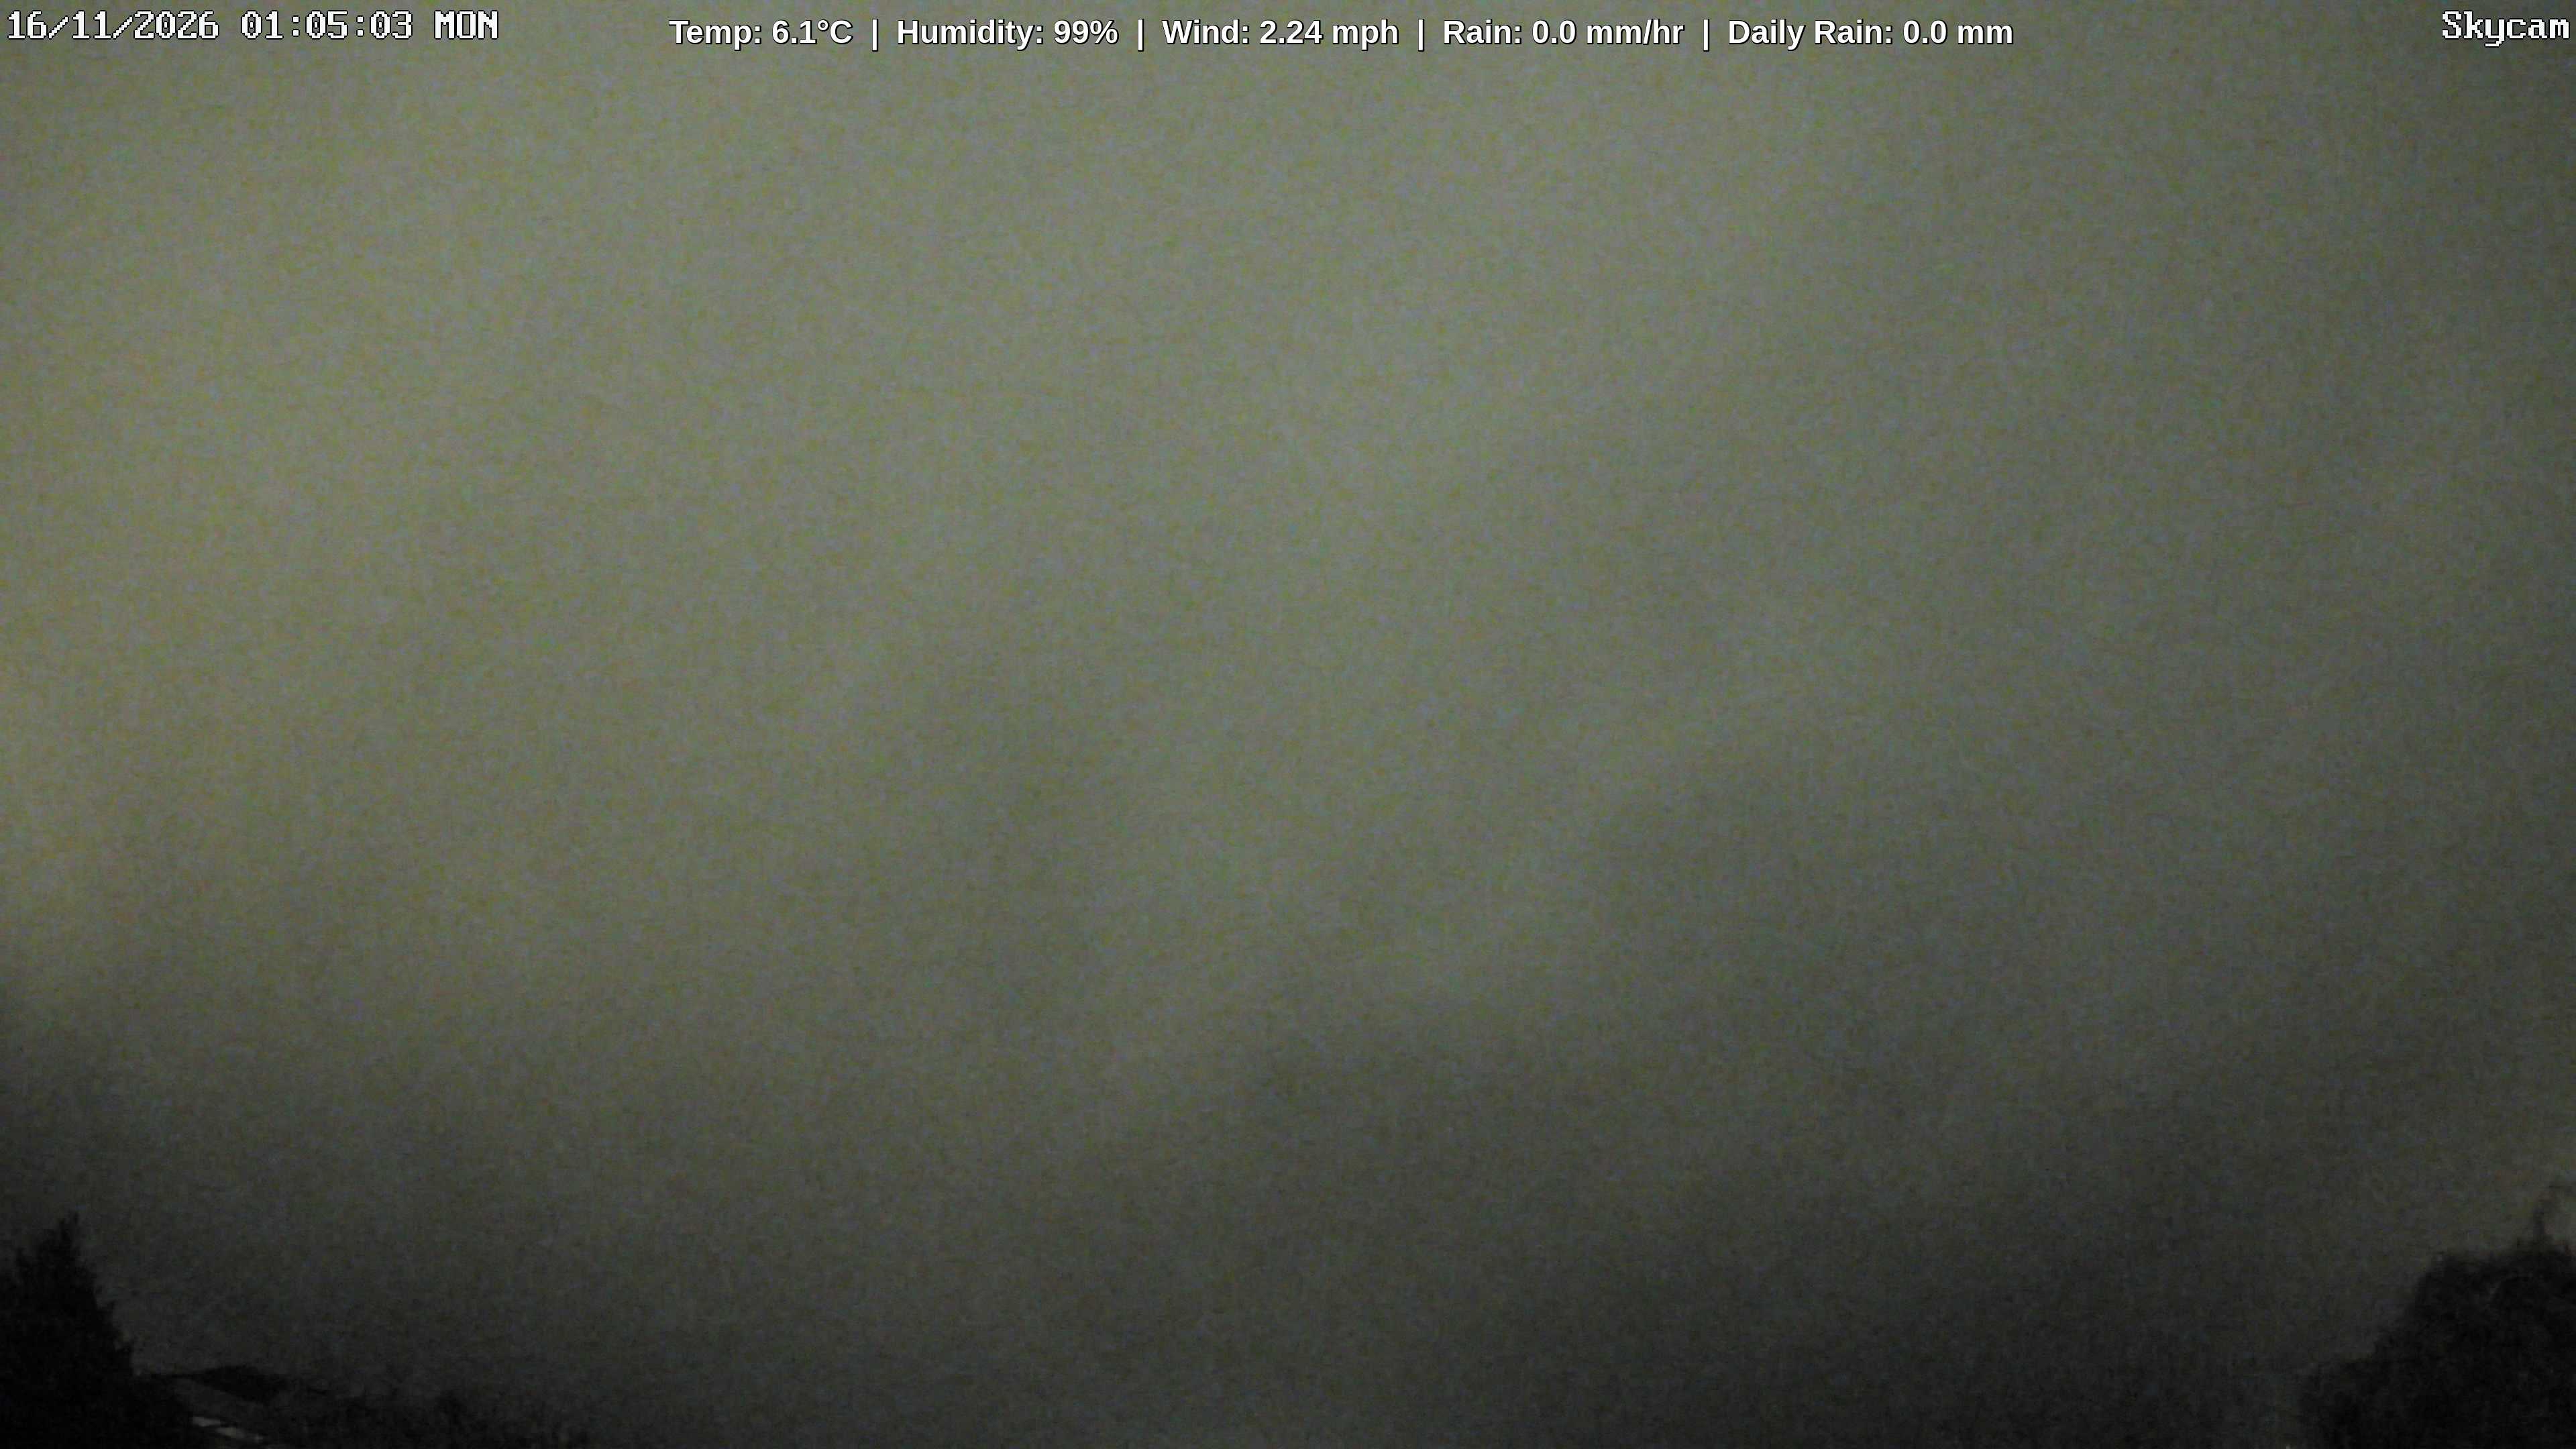 16/11/2026 01:05:03 MON
Temp: 6.1°C | Humidity: 99% | Wind: 2.24 mph | Rain: 0.0 mm/hr | Daily Rain: 0.0 mm
Skycam